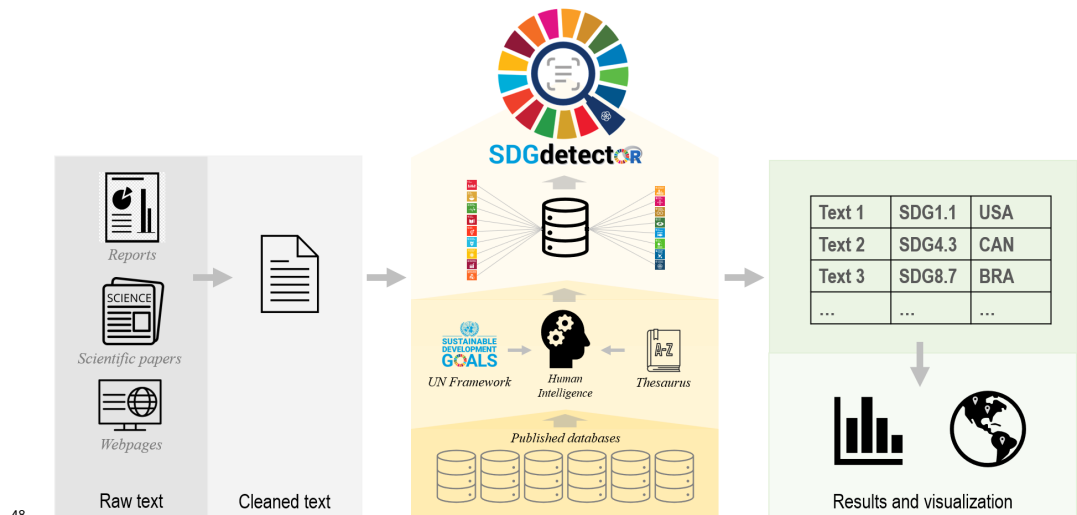 SDGdetectoR
Reports
SCIENCE
Scientific papers
Webpages
Raw text
Cleaned text
SUSTAINABLE
DEVELOPMENT
GOALS
UN Framework
Human
Intelligence
A-Z
Thesaurus
Published databases
Text 1 SDG1.1 USA
Text 2 SDG4.3 CAN
Text 3 SDG8.7 BRA
... ... ...
Results and visualization
48